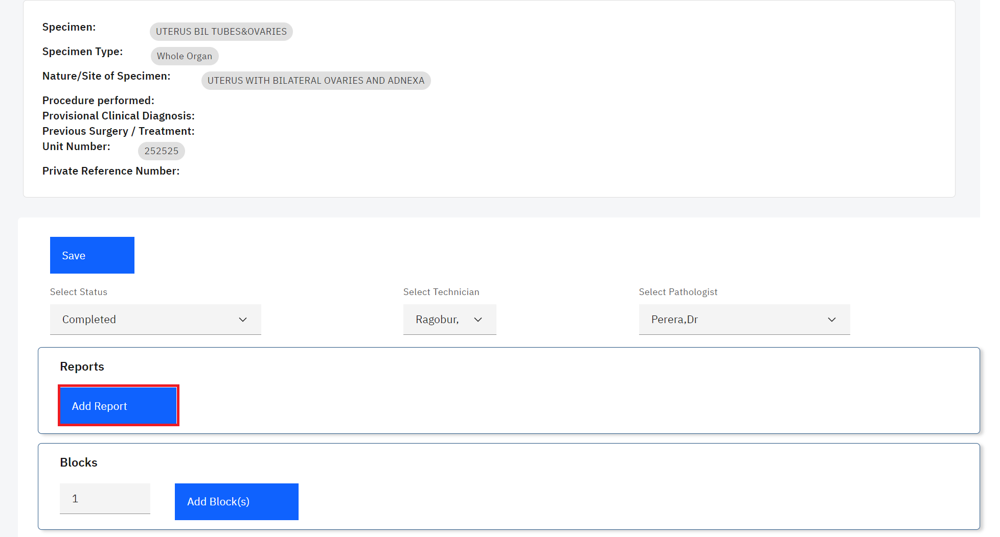 Specimen: UTERUS BIL TUBES&OVARIES
Specimen Type: Whole Organ
Nature/Site of Specimen: UTERUS WITH BILATERAL OVARIES AND ADNEXA
Procedure performed:
Provisional Clinical Diagnosis:
Previous Surgery / Treatment:
Unit Number: 252525
Private Reference Number:
Save
Select Status Select Technician Select Pathologist
Completed Ragobur, Perera,Dr
Reports
Add Report
Blocks
1 Add Block(s)